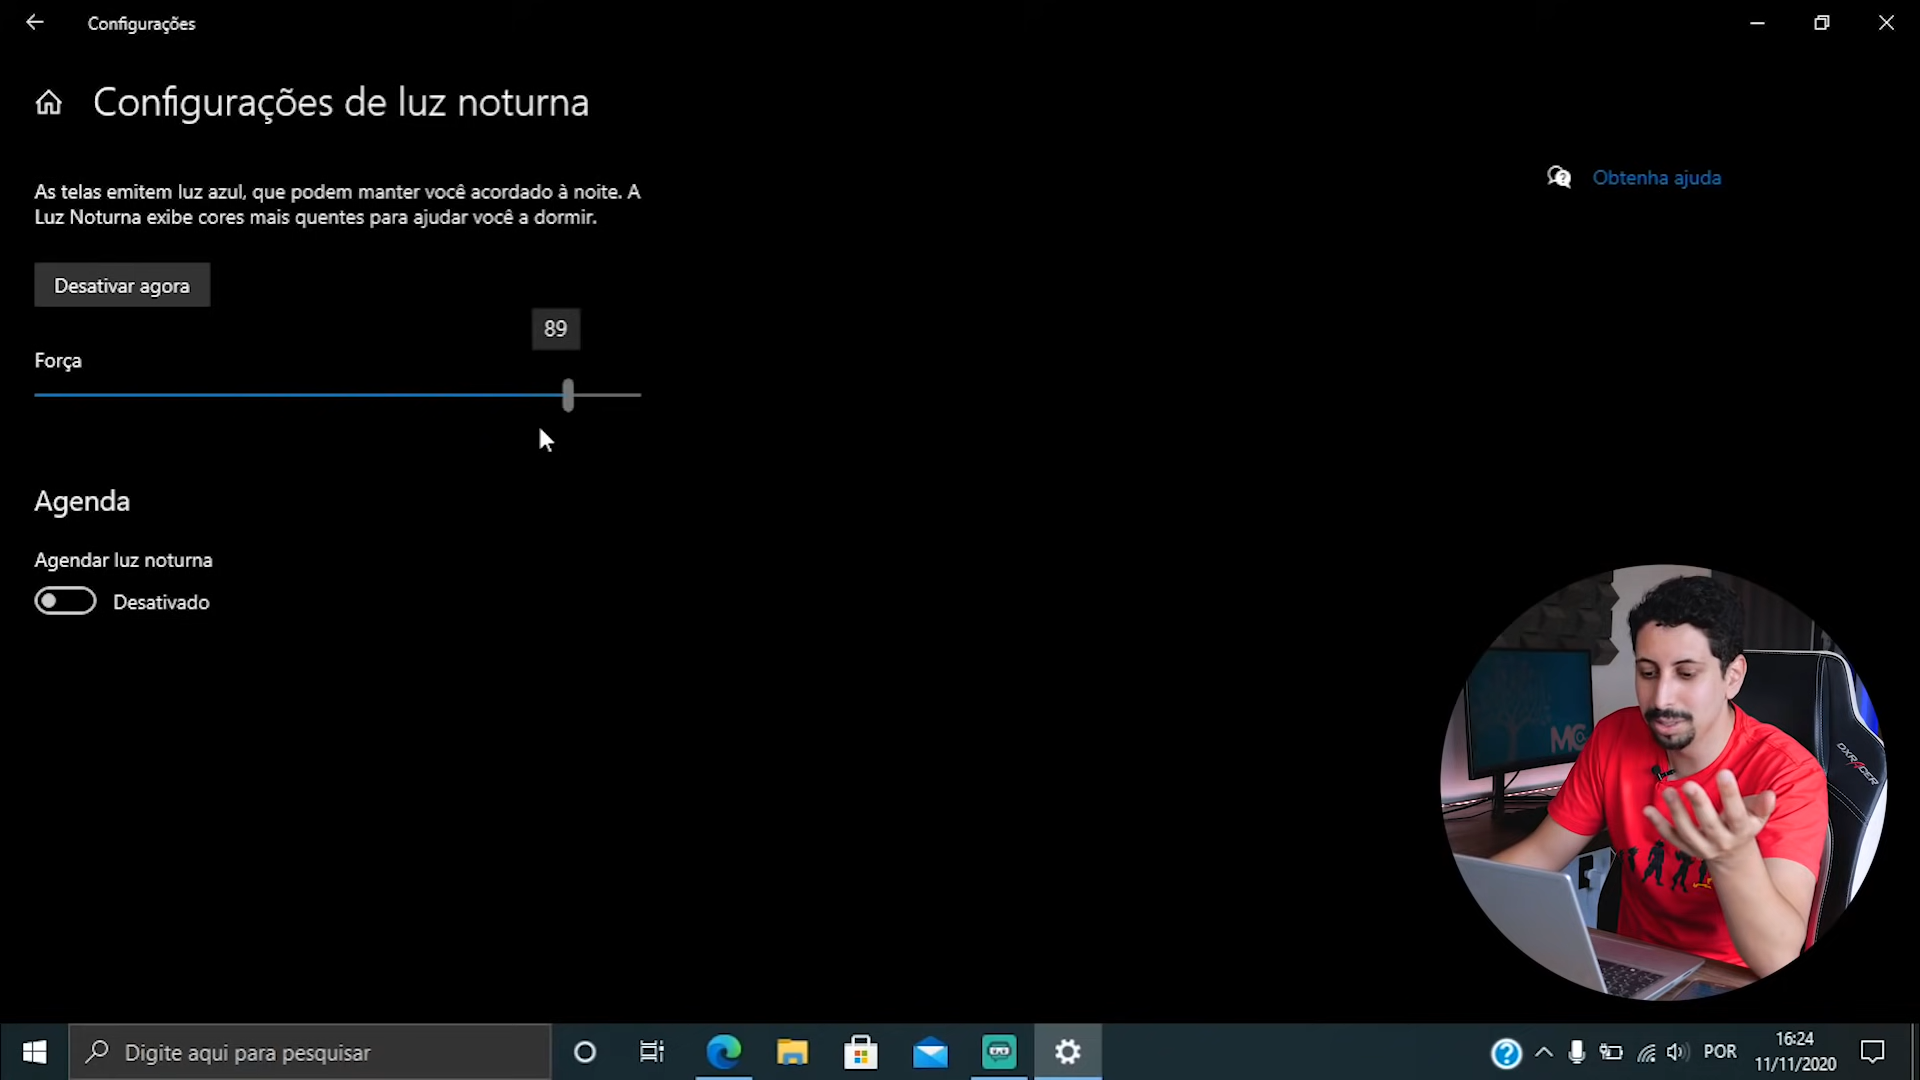 Configurações
Configurações de luz noturna
As telas emitem luz azul, que podem manter você acordado à noite. A
Luz Noturna exibe cores mais quentes para ajudar você a dormir.
Obtenha ajuda
Desativar agora
89
Força
Agenda
Agendar luz noturna
Desativado
MC
DXRACER
Digite aqui para pesquisar
POR
16:24
11/11/2020